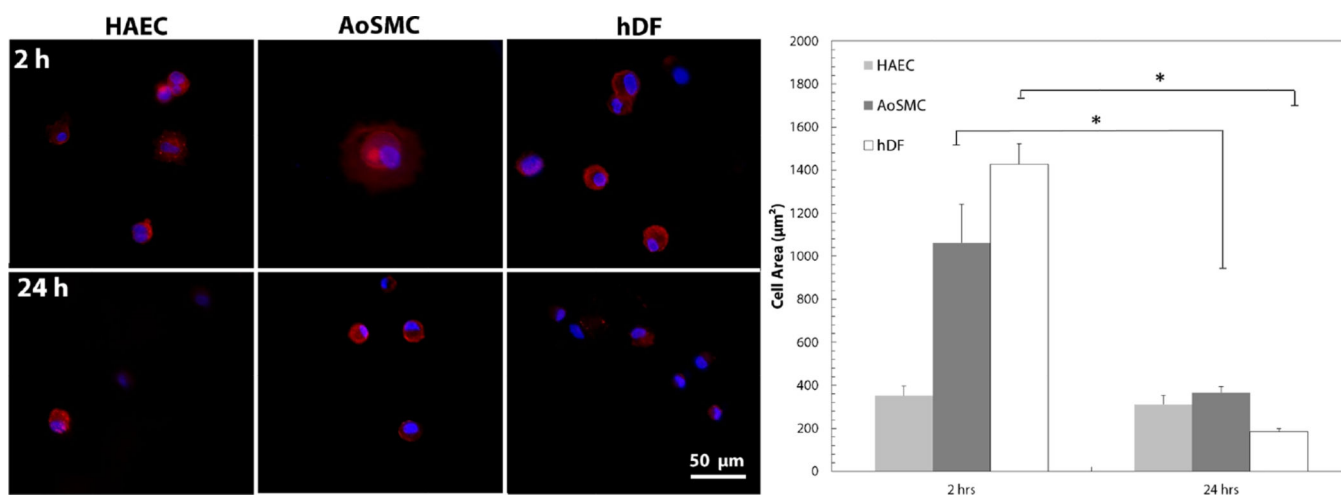 HAEC AoSMC hDF
2 h
24 h
50 µm
2000
1800
1600
1400
1200
1000
800
600
400
200
0
Cell Area (µm²)
HAEC
AoSMC
hDF
*
*
2 hrs 24 hrs